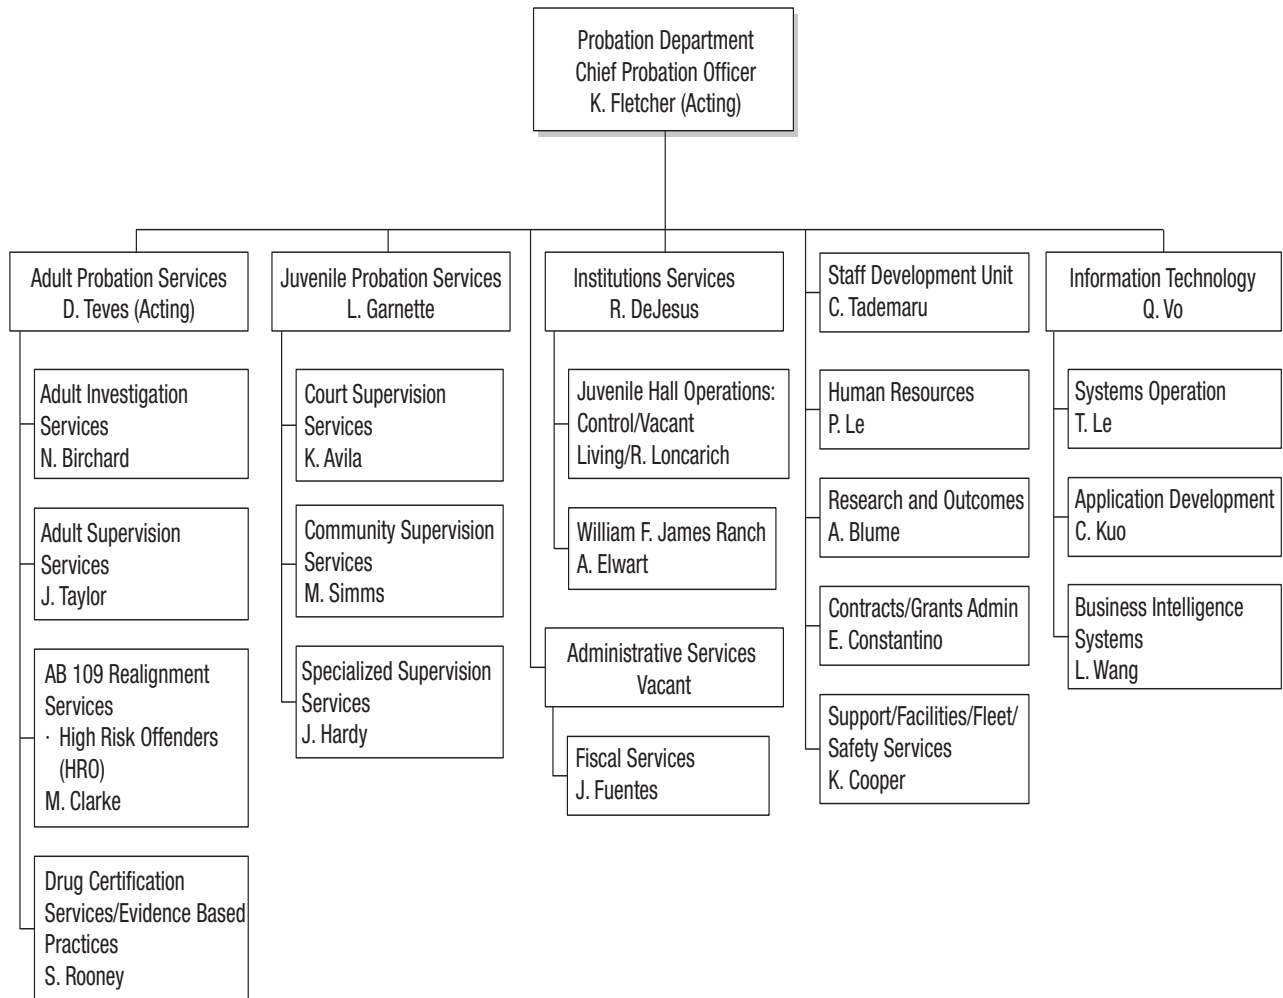 Probation Department
Chief Probation Officer
K. Fletcher (Acting)
Adult Probation Services
D. Teves (Acting)
Adult Investigation
Services
N. Birchard
Adult Supervision
Services
J. Taylor
AB 109 Realignment
Services
· High Risk Offenders
(HRO)
M. Clarke
Drug Certification
Services/Evidence Based
Practices
S. Rooney
Juvenile Probation Services
L. Garnette
Court Supervision
Services
K. Avila
Community Supervision
Services
M. Simms
Specialized Supervision
Services
J. Hardy
Institutions Services
R. DeJesus
Juvenile Hall Operations:
Control/Vacant
Living/R. Loncarich
William F. James Ranch
A. Elwart
Administrative Services
Vacant
Fiscal Services
J. Fuentes
Staff Development Unit
C. Tademaru
Human Resources
P. Le
Research and Outcomes
A. Blume
Contracts/Grants Admin
E. Constantino
Support/Facilities/Fleet/
Safety Services
K. Cooper
Information Technology
Q. Vo
Systems Operation
T. Le
Application Development
C. Kuo
Business Intelligence
Systems
L. Wang